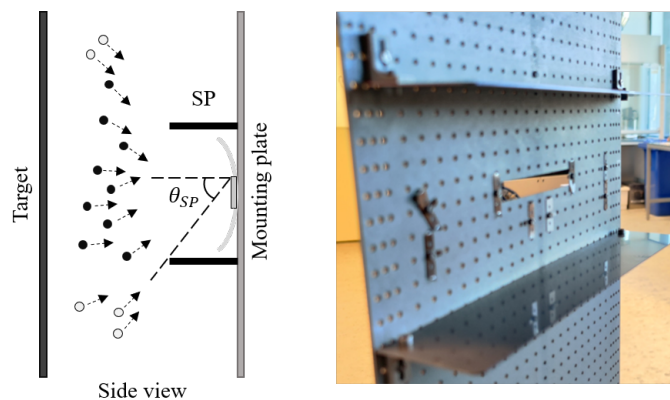 SP
Target
θSP
Mounting plate
Side view